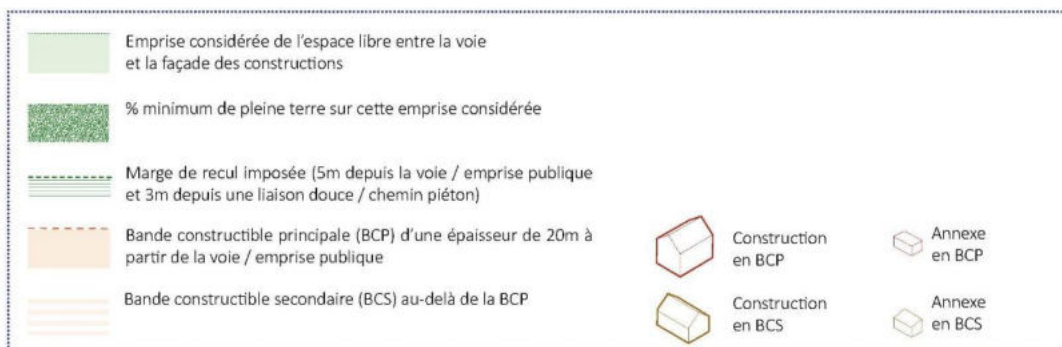 Emprise considérée de l'espace libre entre la voie
et la façade des constructions
% minimum de pleine terre sur cette emprise considérée
Marge de recul imposée (5m depuis la voie / emprise publique
et 3m depuis une liaison douce / chemin piéton)
Bande constructible principale (BCP) d'une épaisseur de 20m à
partir de la voie / emprise publique
Construction
en BCP
Annexe
en BCP
Bande constructible secondaire (BCS) au-delà de la BCP
Construction
en BCS
Annexe
en BCS